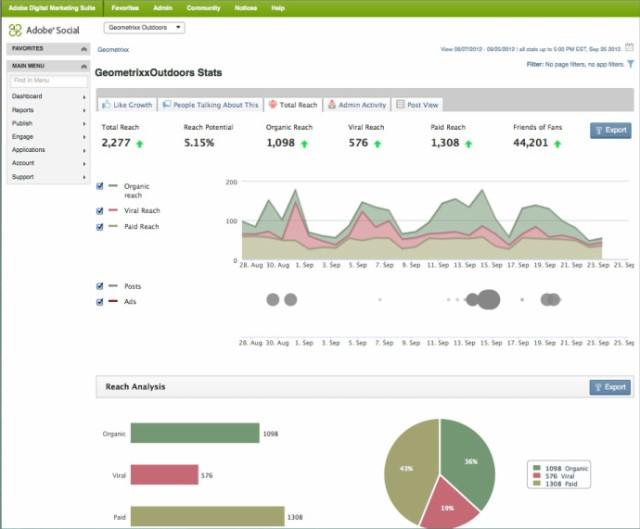 Adobe Digital Marketing Suite Favorites Admin Community Notices Help
Adobe® Social
Geometrixx Outdoors
FAVORITES
Geometrixx
View 08/07/2012 - 09/25/2012 | all stats up to 5:00 PM EST, Sep 25 2012
MAIN MENU
Filter: No page filters, no app filters.
GeometrixxOutdoors Stats
Find in Menu
Dashboard
Reports
Publish
Engage
Applications
Account
Support
Like Growth People Talking About This Total Reach Admin Activity Post View
Total Reach Reach Potential Organic Reach Viral Reach Paid Reach Friends of Fans
2,277 5.15% 1,098 576 1,308 44,201
Export
Organic
reach
Viral Reach
Paid Reach
200
100
0
28. Aug 30. Aug 1. Sep 3. Sep 5. Sep 7. Sep 9. Sep 11. Sep 13. Sep 15. Sep 17. Sep 19. Sep 21. Sep 23. Sep 25. Sep
Posts
Ads
28. Aug 30. Aug 1. Sep 3. Sep 5. Sep 7. Sep 9. Sep 11. Sep 13. Sep 15. Sep 17. Sep 19. Sep 21. Sep 23. Sep 25. Sep
Reach Analysis
Export
Organic 1098
Viral 576
Paid 1308
36%
43%
19%
1098 Organic
576 Viral
1308 Paid